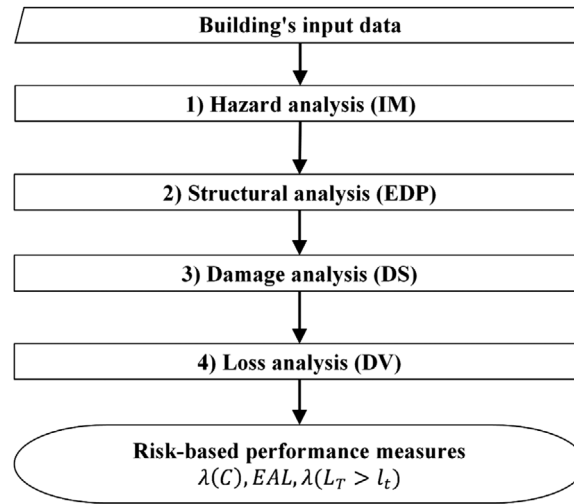 Building's input data
1) Hazard analysis (IM)
2) Structural analysis (EDP)
3) Damage analysis (DS)
4) Loss analysis (DV)
Risk-based performance measures
λ(C), EAL, λ(L_T > l_t)